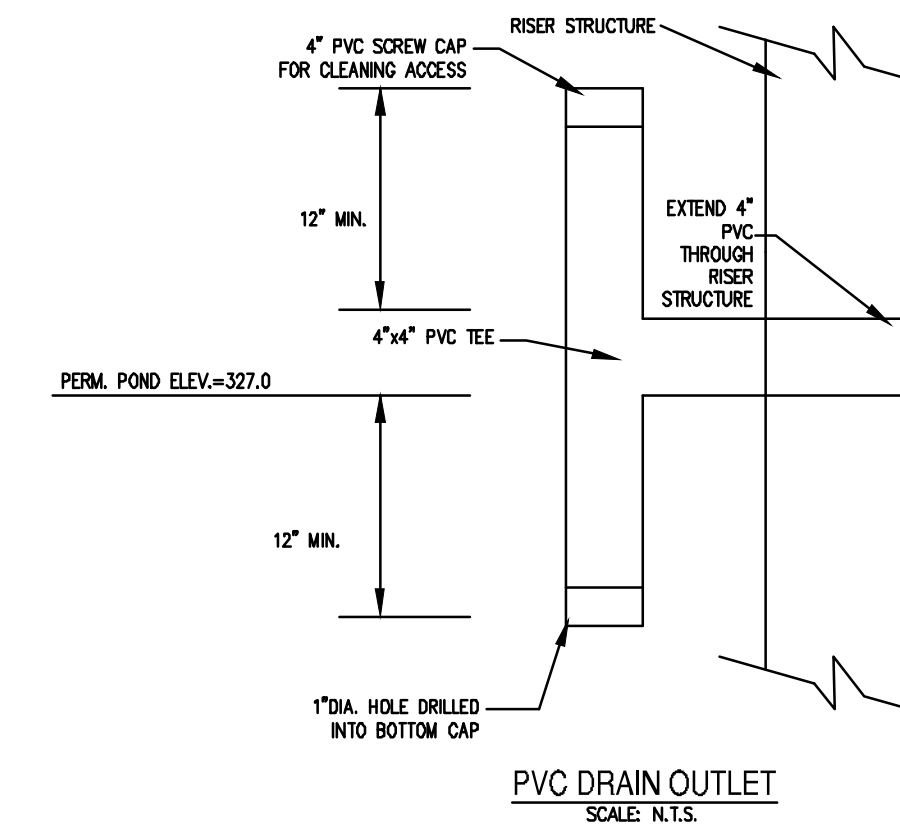 RISER STRUCTURE
4" PVC SCREW CAP
FOR CLEANING ACCESS
12" MIN.
EXTEND 4"
PVC
THROUGH
RISER
STRUCTURE
4"x4" PVC TEE
PERM. POND ELEV.=327.0
12" MIN.
1"DIA. HOLE DRILLED
INTO BOTTOM CAP
PVC DRAIN OUTLET
SCALE: N.T.S.